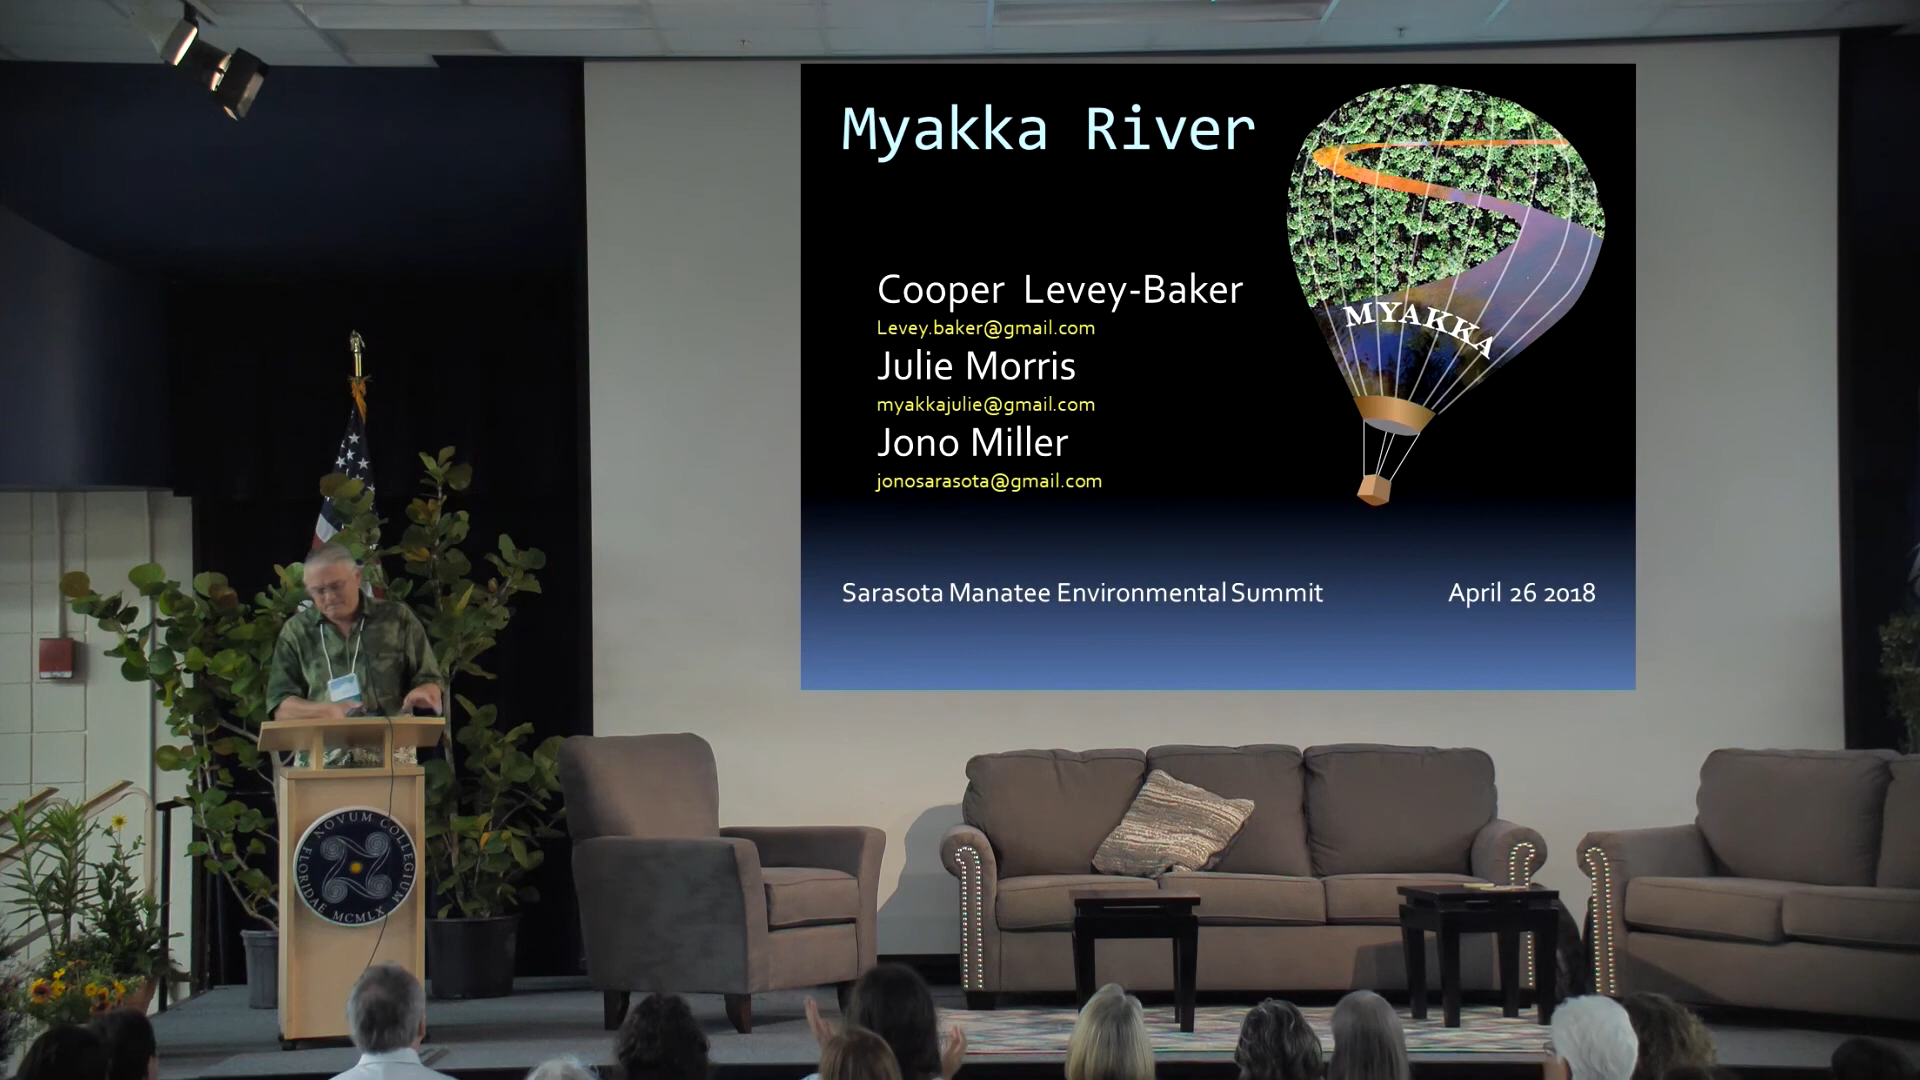 Myakka River
MYAKKA
Cooper Levey-Baker
Levey.baker@gmail.com
Julie Morris
myakkajulie@gmail.com
Jono Miller
jonosarasota@gmail.com
Sarasota Manatee Environmental Summit
April 26 2018
NOVUM COLLEGIUM FLORIDAE MCMLX